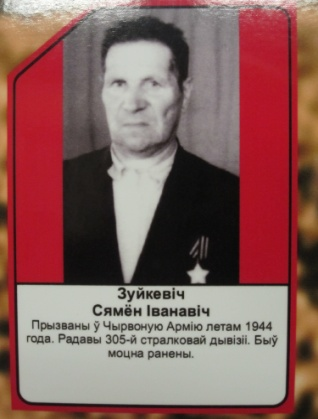 Зуйкевіч
Сямён Іванавіч
Прызваны ў Чырвоную Армію летам 1944
года. Радавы 305-й стралковай дывізіі. Быў
моцна ранены.